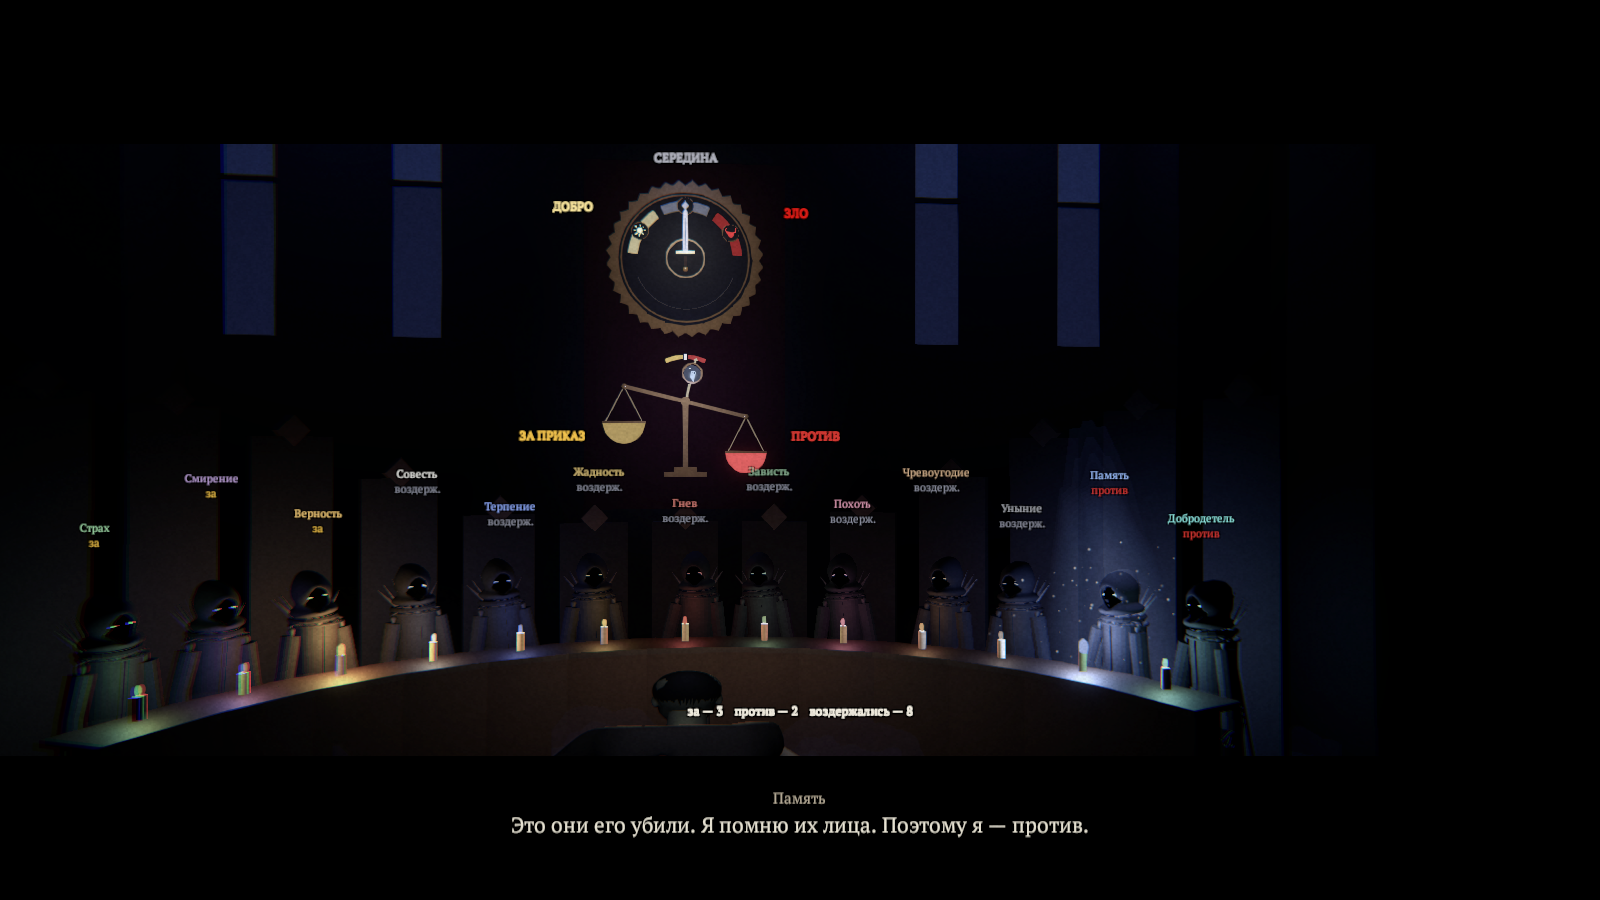 СЕРЕДИНА
ДОБРО
ЗЛО
ЗА ПРИКАЗ
ПРОТИВ
Страх
за
Смирение
за
Верность
за
Совесть
воздерж.
Терпение
воздерж.
Жадность
воздерж.
Гнев
воздерж.
Зависть
воздерж.
Похоть
воздерж.
Чревоугодие
воздерж.
Уныние
воздерж.
Память
против
Добродетель
против
за — 3 против — 2 воздержались — 8
Память
Это они его убили. Я помню их лица. Поэтому я — против.